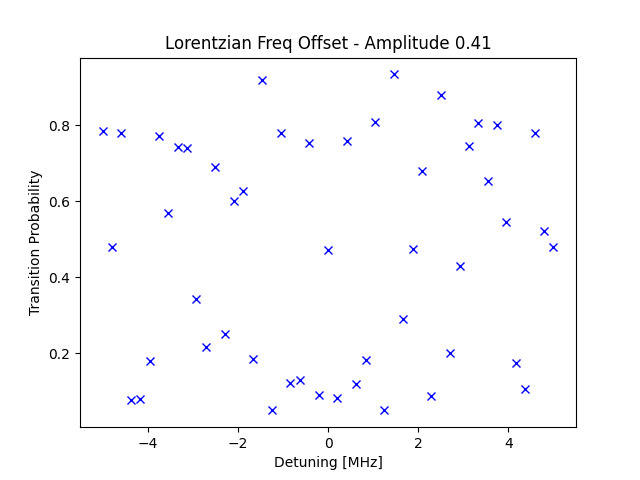 Lorentzian Freq Offset - Amplitude 0.41
Transition Probability
0.8
0.6
0.4
0.2
−4 −2 0 2 4
Detuning [MHz]